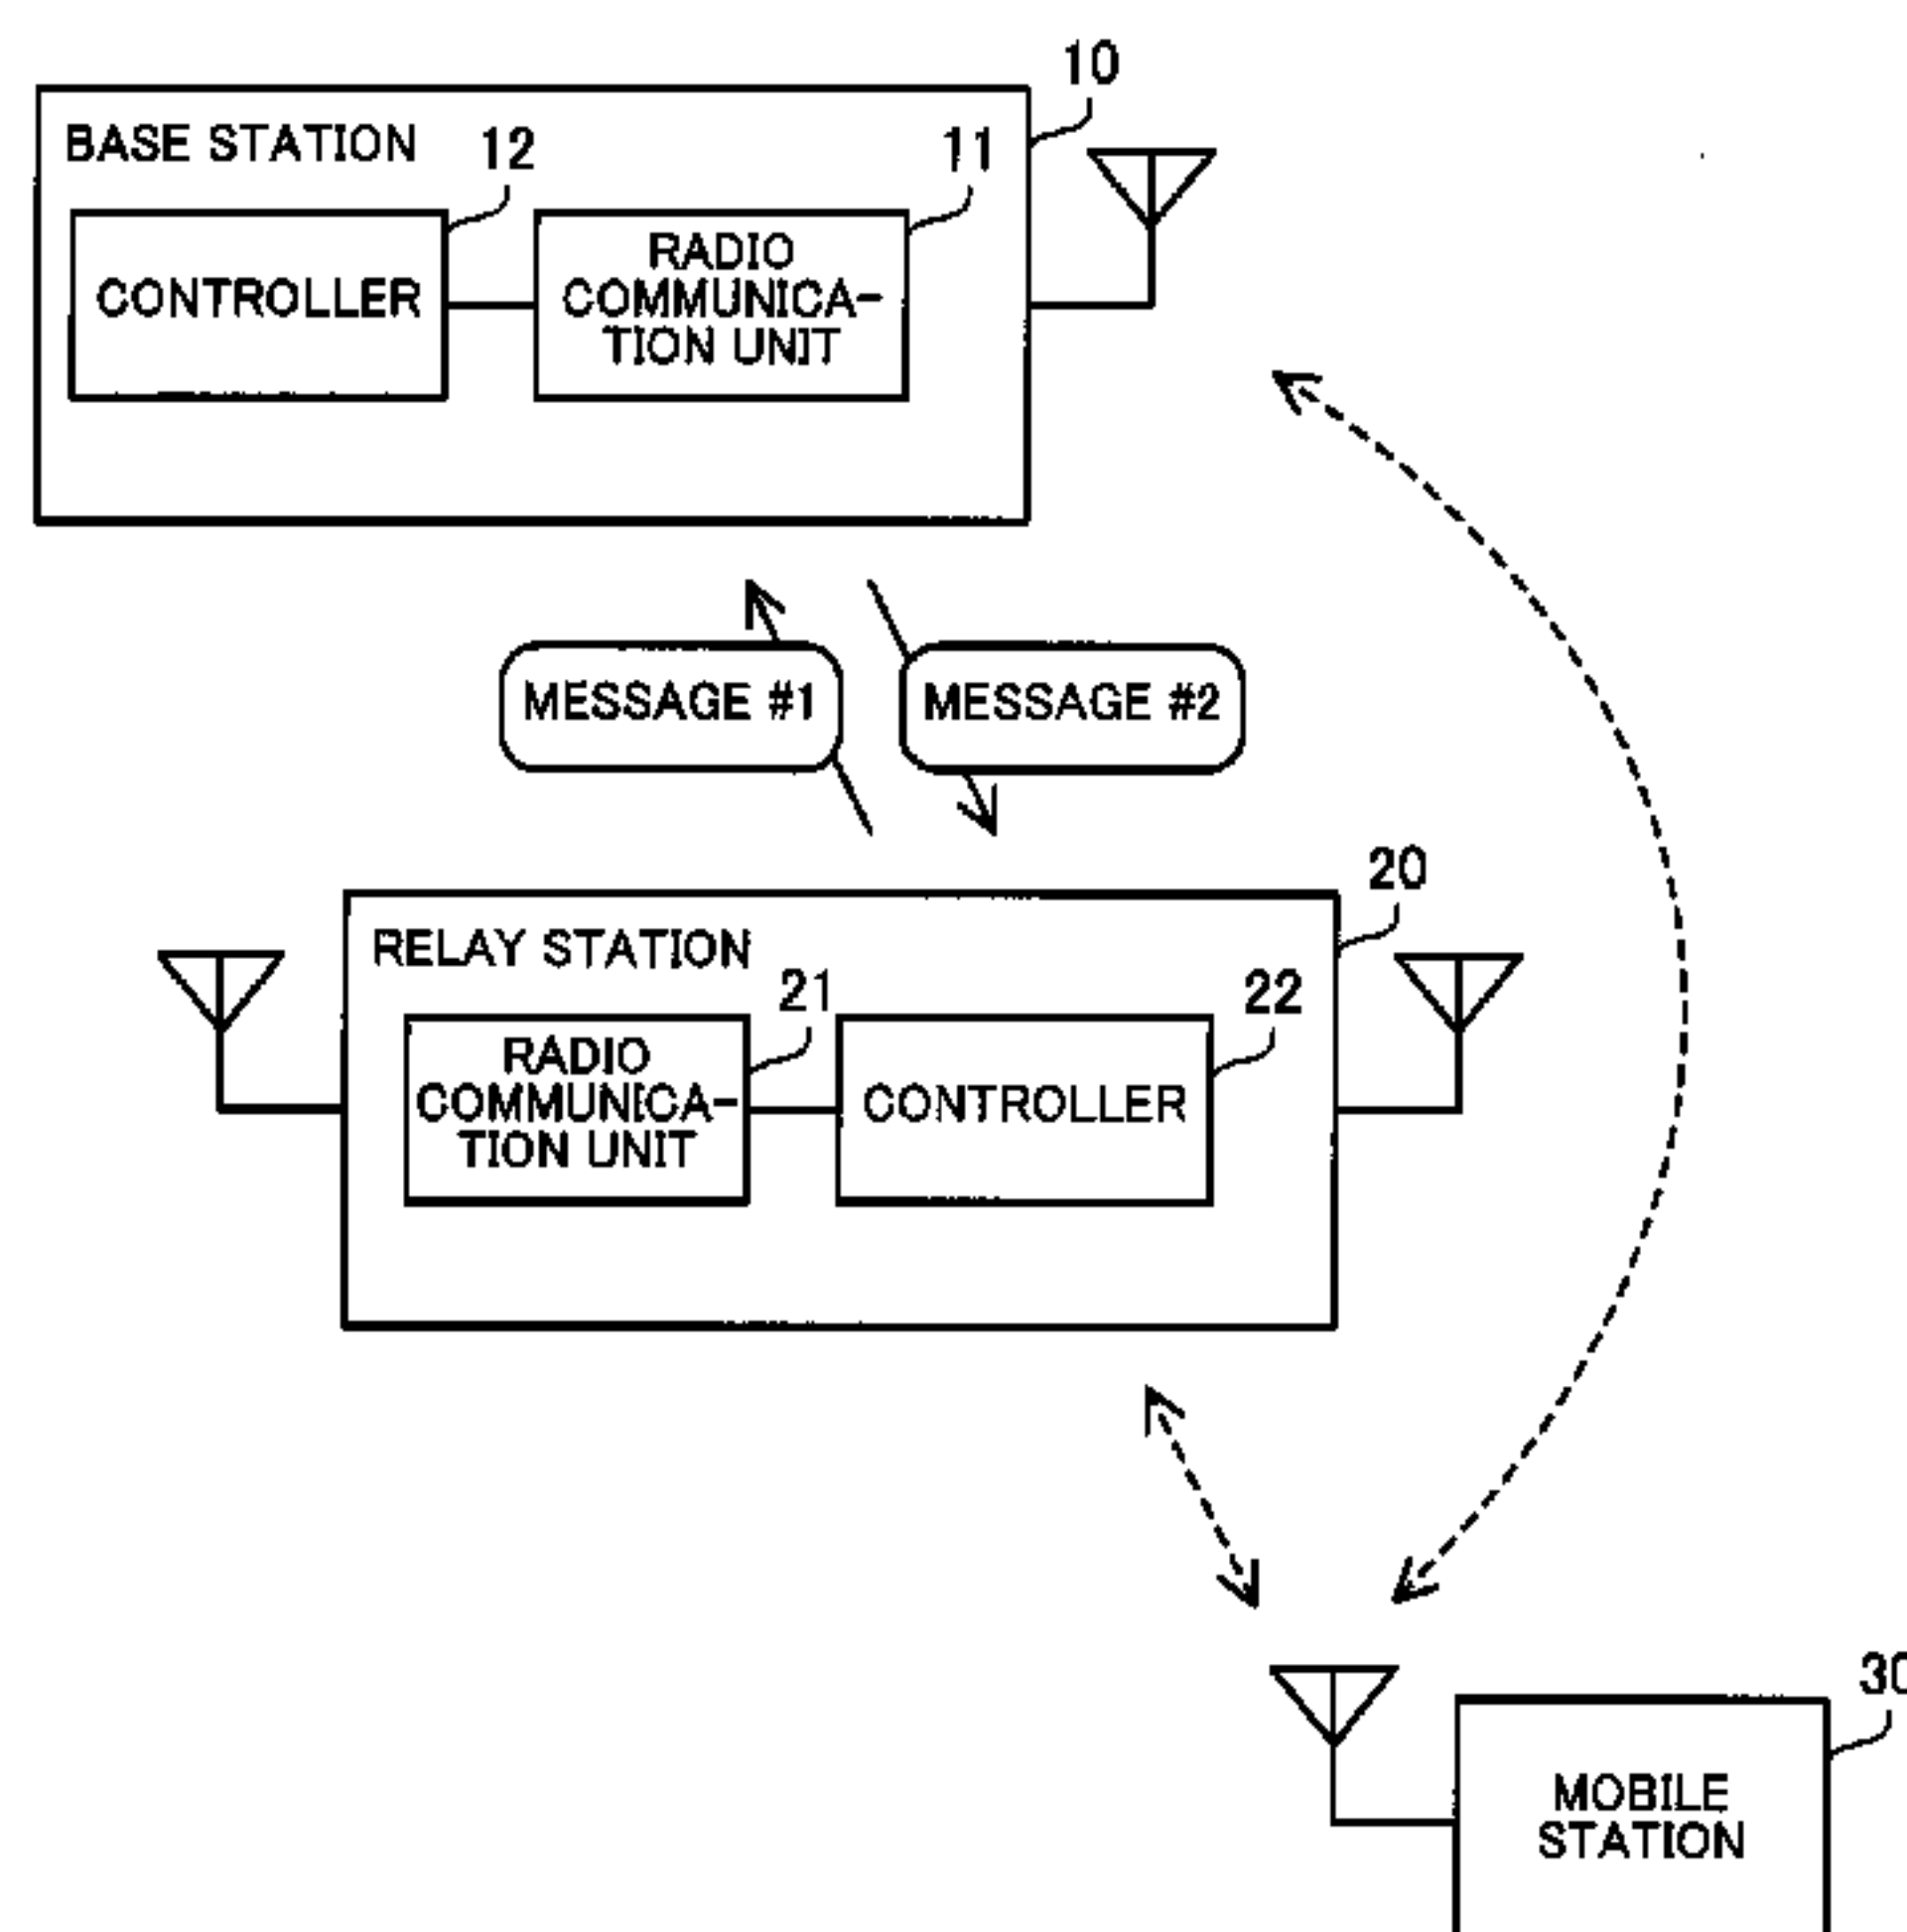 10
BASE STATION
12
11
CONTROLLER
RADIO
COMMUNICA-
TION UNIT
MESSAGE #1
MESSAGE #2
20
RELAY STATION
21
22
RADIO
COMMUNICA-
TION UNIT
CONTROLLER
30
MOBILE
STATION